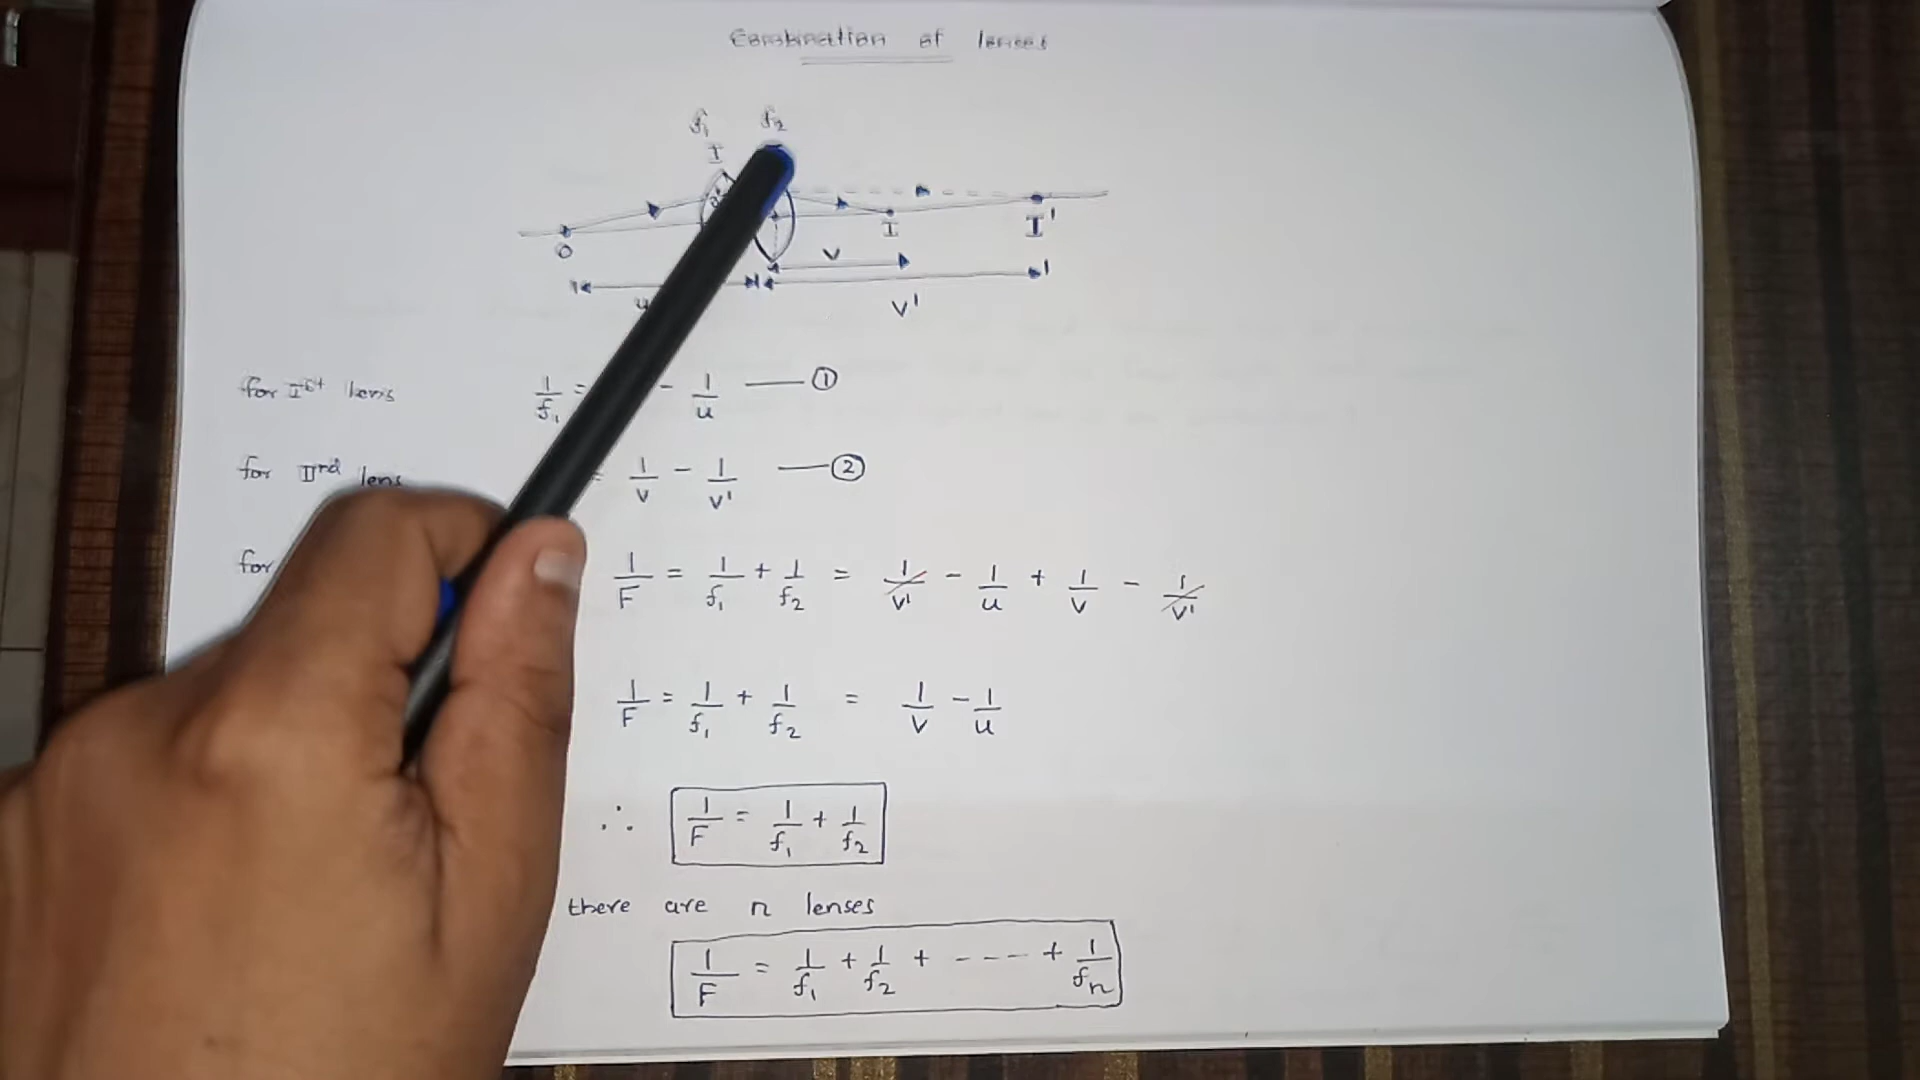 Combination of lenses
f₁ f₂
I
O I I'
v
u
v'
for Iˢᵗ lens 1/f₁ = - 1/u —— ①
for IIⁿᵈ lens = 1/v - 1/v' —— ②
for 1/F = 1/f₁ + 1/f₂ = 1/v' - 1/u + 1/v - 1/v'
1/F = 1/f₁ + 1/f₂ = 1/v - 1/u
∴ 1/F = 1/f₁ + 1/f₂
there are n lenses
1/F = 1/f₁ + 1/f₂ + ---- + 1/fₙ